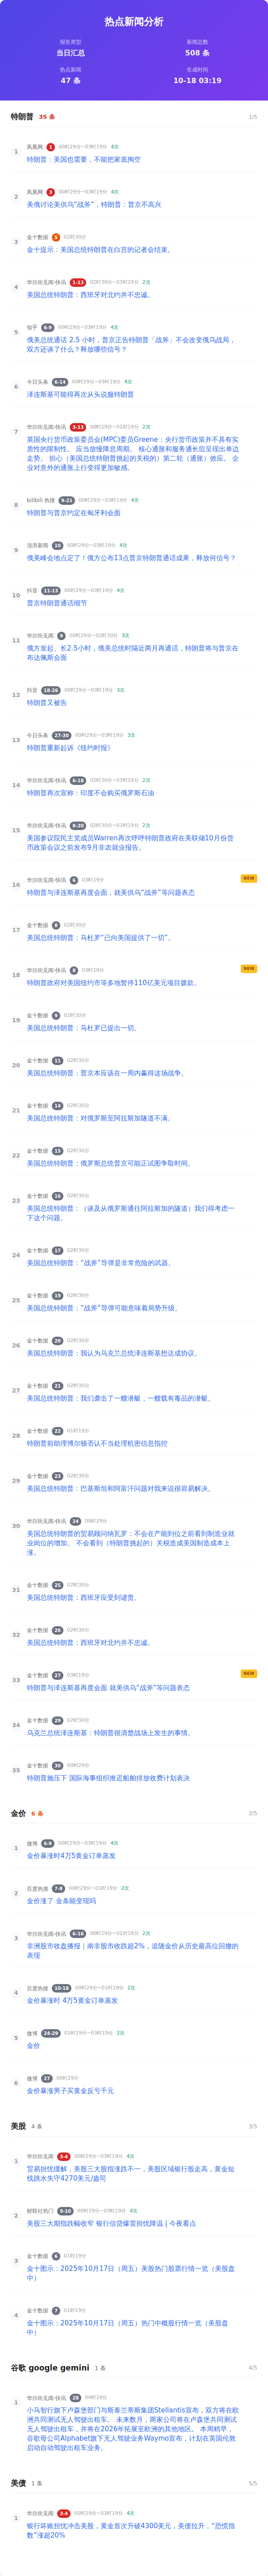 热点新闻分析
报告类型
新闻总数
当日汇总
508 条
热点新闻
生成时间
47 条
10-18 03:19
特朗普 35 条 1/5
1 凤凰网 1 00时29分~03时19分 4次
特朗普：美国也需要，不能把家底掏空
2 凤凰网 3 00时29分~03时19分 4次
美俄讨论美供乌“战斧”，特朗普：普京不高兴
3 金十数据 5 02时30分
金十提示：美国总统特朗普在白宫的记者会结束。
4 华尔街见闻-快讯 1-13 02时30分~03时19分 2次
美国总统特朗普：西班牙对北约并不忠诚。
5 知乎 6-9 00时29分~03时19分 4次
俄美总统通话 2.5 小时，普京正告特朗普「战斧」不会改变俄乌战局，
双方还谈了什么？释放哪些信号？
6 今日头条 6-14 00时29分~03时19分 4次
泽连斯基可能得再次从头说服特朗普
7 华尔街见闻-快讯 3-13 00时29分~01时19分 2次
英国央行货币政策委员会(MPC)委员Greene：央行货币政策并不具有实
质性的限制性。 应当放慢降息周期。 核心通胀和服务通长应呈现出单边
走势。 担心（美国总统特朗普挑起的关税的）第二轮（通胀）效应。 企
业对意外的通胀上行变得更加敏感。
8 bilibili 热搜 9-21 00时29分~03时19分 4次
特朗普与普京约定在匈牙利会面
9 澎湃新闻 10 00时29分~03时19分 4次
俄美峰会地点定了！俄方公布13点普京特朗普通话成果，释放何信号？
10 抖音 11-13 00时29分~03时19分 4次
普京特朗普通话细节
11 华尔街见闻 9 00时29分~02时30分 3次
俄方发起、长2.5小时，俄美总统时隔近两月再通话，特朗普将与普京在
布达佩斯会面
12 抖音 18-26 00时29分~03时19分 3次
特朗普又被告
13 今日头条 27-30 00时29分~03时19分 3次
特朗普重新起诉《纽约时报》
14 华尔街见闻-快讯 6-18 02时30分~03时19分 2次
特朗普再次宣称：印度不会购买俄罗斯石油
15 华尔街见闻-快讯 8-20 02时30分~03时19分 2次
美国参议院民主党成员Warren再次呼呼特朗普政府在美联储10月份货
币政策会议之前发布9月非农就业报告。
16 华尔街见闻-快讯 6 03时19分 NEW
特朗普与泽连斯基再度会面，就美供乌“战斧”等问题表态
17 金十数据 8 02时30分
美国总统特朗普：马杜罗“已向美国提供了一切”。
18 华尔街见闻-快讯 8 03时19分 NEW
特朗普政府对美国纽约市等多地暂停110亿美元项目拨款。
19 金十数据 9 02时30分
美国总统特朗普：马杜罗已提出一切。
20 金十数据 11 02时30分
美国总统特朗普：普京本应该在一周内赢得这场战争。
21 金十数据 14 02时30分
美国总统特朗普：对俄罗斯至阿拉斯加隧道不满。
22 金十数据 15 02时30分
美国总统特朗普：俄罗斯总统普京可能正试图争取时间。
23 金十数据 16 02时30分
美国总统特朗普：（谈及从俄罗斯通往阿拉斯加的隧道）我们得考虑一
下这个问题。
24 金十数据 17 02时30分
美国总统特朗普：“战斧”导弹是非常危险的武器。
25 金十数据 19 02时30分
美国总统特朗普：“战斧”导弹可能意味着局势升级。
26 金十数据 20 02时30分
美国总统特朗普：我认为乌克兰总统泽连斯基想达成协议。
27 金十数据 21 02时30分
美国总统特朗普：我们袭击了一艘潜艇，一艘载有毒品的潜艇。
28 金十数据 22 01时19分
特朗普前助理博尔顿否认不当处理机密信息指控
29 金十数据 23 02时30分
美国总统特朗普：巴基斯坦和阿富汗问题对我来说很容易解决。
30 华尔街见闻-快讯 24 00时29分
美国总统特朗普的贸易顾问纳瓦罗：不会在产能到位之前看到制造业就
业岗位的增加。 不会看到（特朗普挑起的）关税造成美国制造成本上
涨。
31 金十数据 25 02时30分
美国总统特朗普：西班牙应受到谴责。
32 金十数据 26 02时30分
美国总统特朗普：西班牙对北约并不忠诚。
33 金十数据 27 03时19分 NEW
特朗普与泽连斯基再度会面 就美供乌“战斧”等问题表态
34 金十数据 29 02时30分
乌克兰总统泽连斯基：特朗普很清楚战场上发生的事情。
35 金十数据 30 00时29分
特朗普施压下 国际海事组织推迟船舶排放收费计划表决
金价 6 条 2/5
1 微博 6-9 00时29分~03时19分 4次
金价暴涨时4万5黄金订单蒸发
2 百度热搜 7-8 00时29分~01时19分 2次
金价涨了 金条能变现吗
3 华尔街见闻-快讯 6-16 00时29分~01时19分 2次
非洲股市收盘播报｜南非股市收跌超2%，追随金价从历史最高位回撤的
表现
4 百度热搜 10-18 00时29分~01时19分 2次
金价暴涨时 4万5黄金订单蒸发
5 微博 24-29 01时19分~03时19分 2次
金价
6 微博 27 00时29分
金价暴涨男子买黄金反亏千元
美股 4 条 3/5
1 华尔街见闻 3-4 00时29分~03时19分 4次
贸易担忧缓解，美股三大股指涨跌不一，美股区域银行股走高，黄金短
线跳水失守4270美元/盎司
2 财联社热门 9-10 00时29分~03时19分 4次
美股三大期指跌幅收窄 银行信贷爆雷担忧降温 | 今夜看点
3 金十数据 6 01时19分
金十图示：2025年10月17日（周五）美股热门股票行情一览（美股盘
中）
4 金十数据 7 01时19分
金十图示：2025年10月17日（周五）热门中概股行情一览（美股盘
中）
谷歌 google gemini 1 条 4/5
1 华尔街见闻-快讯 28 00时29分
小马智行旗下卢森堡部门与斯泰兰蒂斯集团Stellantis宣布，双方将在欧
洲共同测试无人驾驶出租车。 未来数月，两家公司将在卢森堡共同测试
无人驾驶出租车，并将在2026年拓展至欧洲的其他地区。 本周稍早，
谷歌母公司Alphabet旗下无人驾驶业务Waymo宣布，计划在英国伦敦
启动自动驾驶出租车业务。
美债 1 条 5/5
1 华尔街见闻 3-4 00时29分~03时19分 4次
银行坏账担忧冲击美股，黄金首次升破4300美元，美债拉升，“恐慌指
数”涨超20%